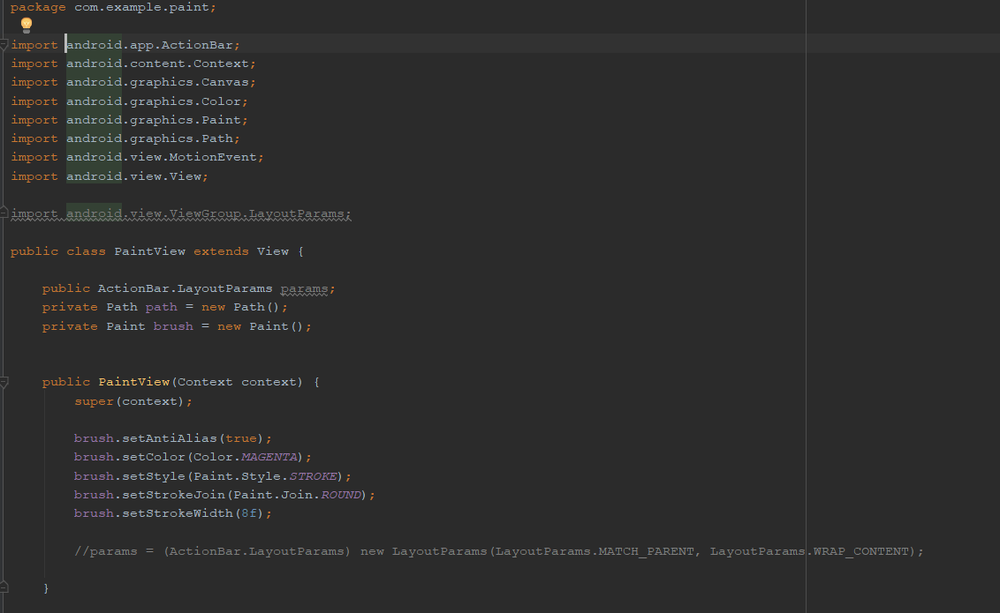 package com.example.paint;
import android.app.ActionBar;
import android.content.Context;
import android.graphics.Canvas;
import android.graphics.Color;
import android.graphics.Paint;
import android.graphics.Path;
import android.view.MotionEvent;
import android.view.View;
import android.view.ViewGroup.LayoutParams;
public class PaintView extends View {
public ActionBar.LayoutParams params;
private Path path = new Path();
private Paint brush = new Paint();
public PaintView(Context context) {
super(context);
brush.setAntiAlias(true);
brush.setColor(Color.MAGENTA);
brush.setStyle(Paint.Style.STROKE);
brush.setStrokeJoin(Paint.Join.ROUND);
brush.setStrokeWidth(8f);
//params = (ActionBar.LayoutParams) new LayoutParams(LayoutParams.MATCH_PARENT, LayoutParams.WRAP_CONTENT);
}